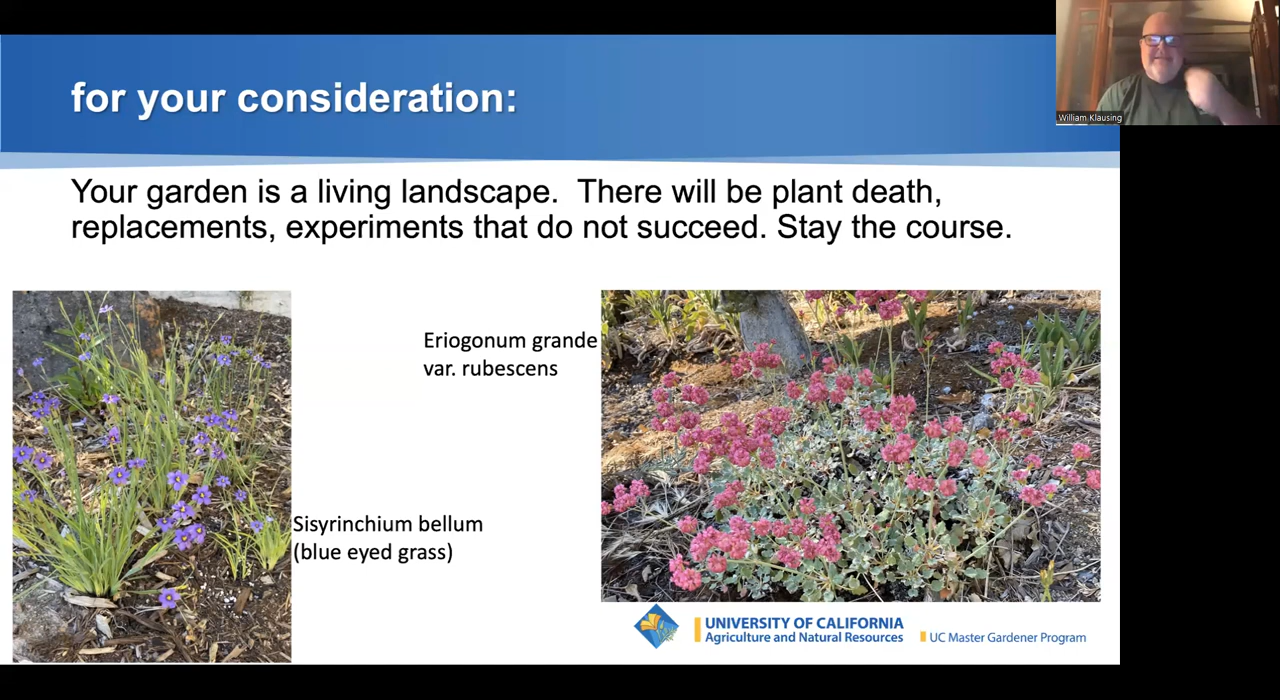 for your consideration:
William Klausing
Your garden is a living landscape.  There will be plant death,
replacements, experiments that do not succeed. Stay the course.
Eriogonum grande
var. rubescens
Sisyrinchium bellum
(blue eyed grass)
UNIVERSITY OF CALIFORNIA
Agriculture and Natural Resources
UC Master Gardener Program